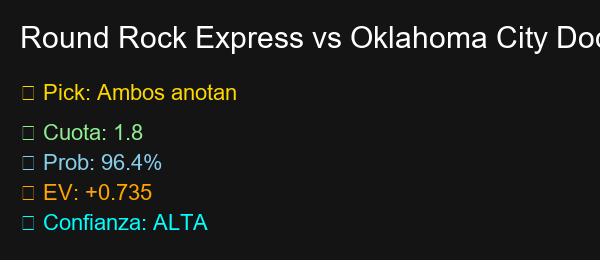 Round Rock Express vs Oklahoma City Doo
Pick: Ambos anotan
Cuota: 1.8
Prob: 96.4%
EV: +0.735
Confianza: ALTA